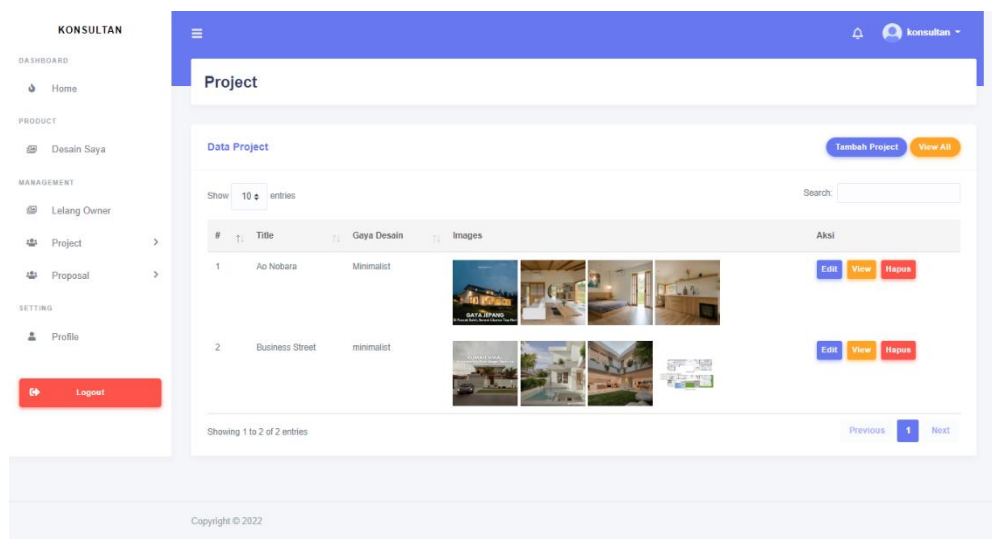 KONSULTAN
konsultan
DASHBOARD
Home
PRODUCT
Desain Saya
MANAGEMENT
Lelang Owner
Project
Proposal
SETTING
Profile
Logout
Project
Data Project
Tambah Project
View All
Show 10 entries
Search:
# Title Gaya Desain Images Aksi
1 Ao Nobara Minimalist Edit View Hapus
GAYA JEPANG
2 Business Street minimalist Edit View Hapus
Showing 1 to 2 of 2 entries
Previous 1 Next
Copyright © 2022